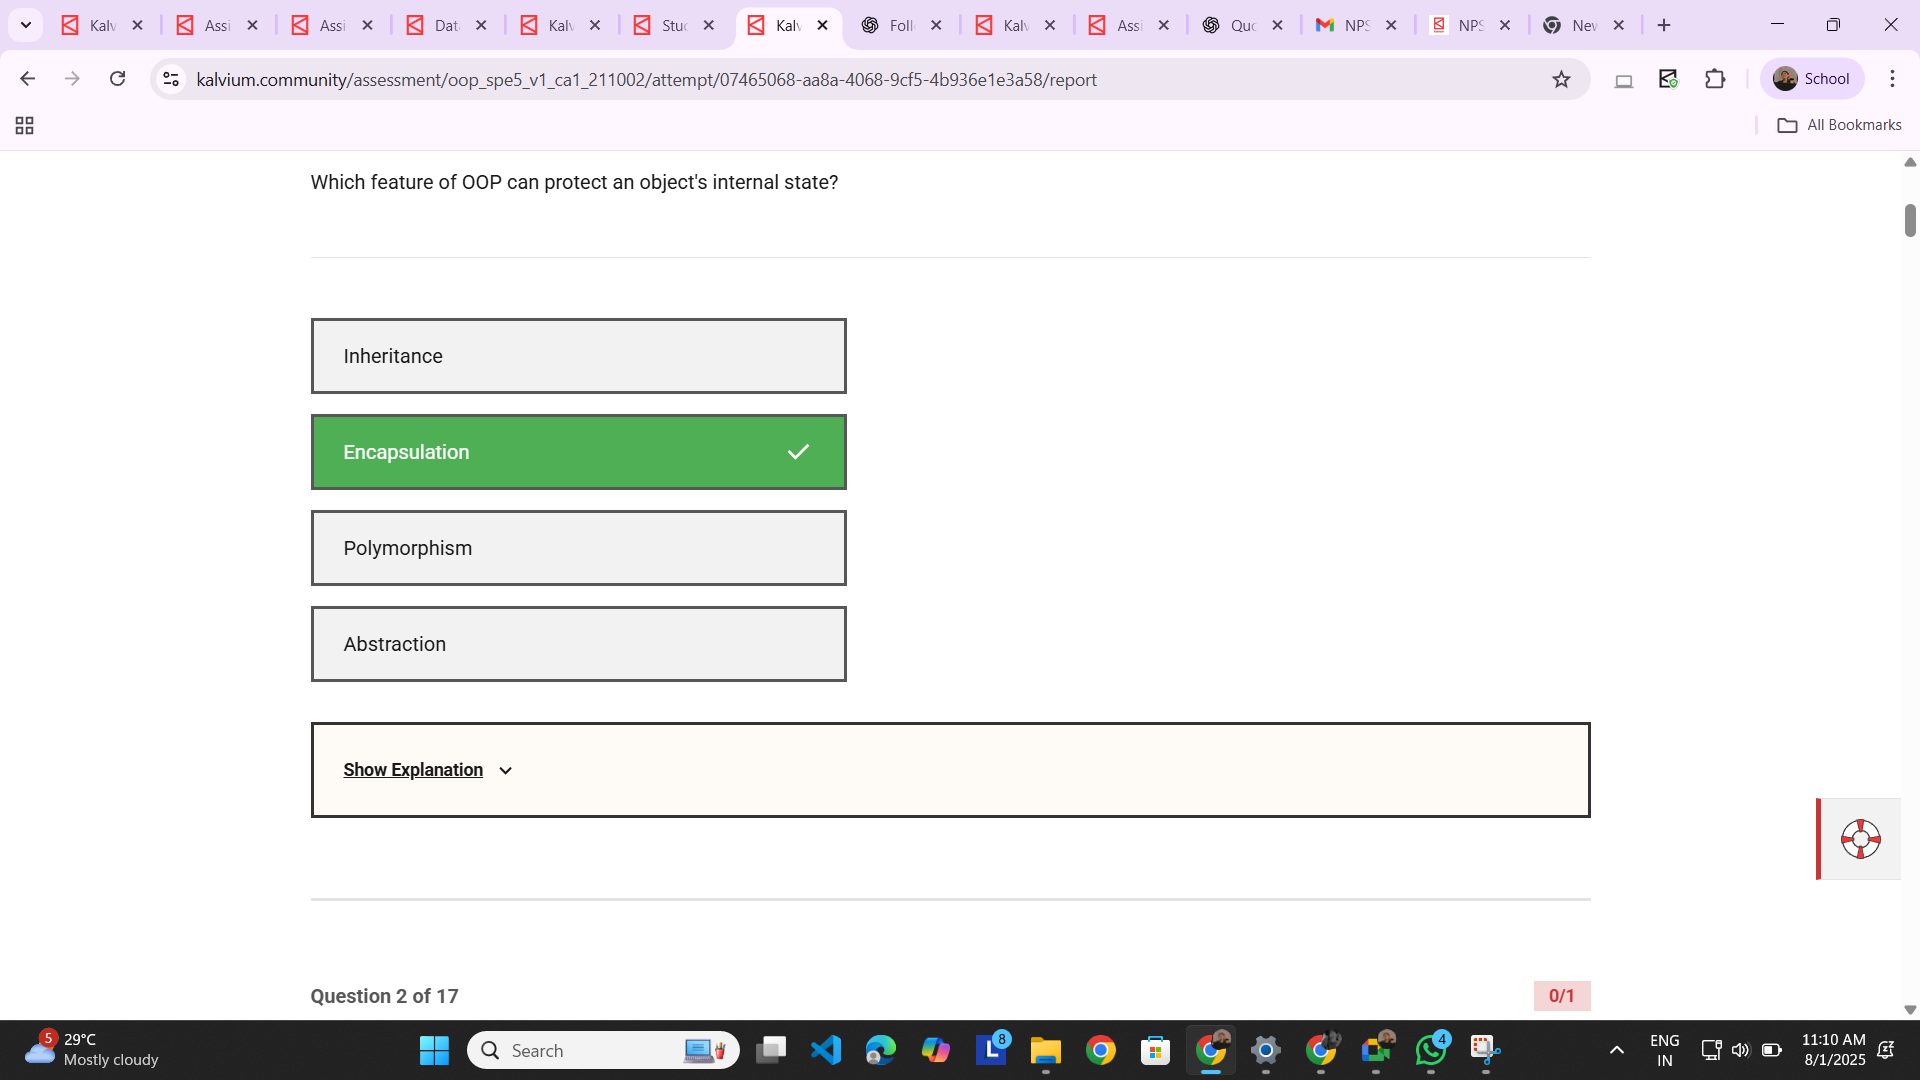 Kalv
Assi
Assi
Dat
Kalv
Stud
Kalv
Foll
Kalv
Assi
Quo
NPS
NPS
New
kalvium.community/assessment/oop_spe5_v1_ca1_211002/attempt/07465068-aa8a-4068-9cf5-4b936e1e3a58/report
School
All Bookmarks
Which feature of OOP can protect an object's internal state?
Inheritance
Encapsulation
Polymorphism
Abstraction
Show Explanation
Question 2 of 17
0/1
5
29°C
Mostly cloudy
Search
8
4
ENG
IN
11:10 AM
8/1/2025